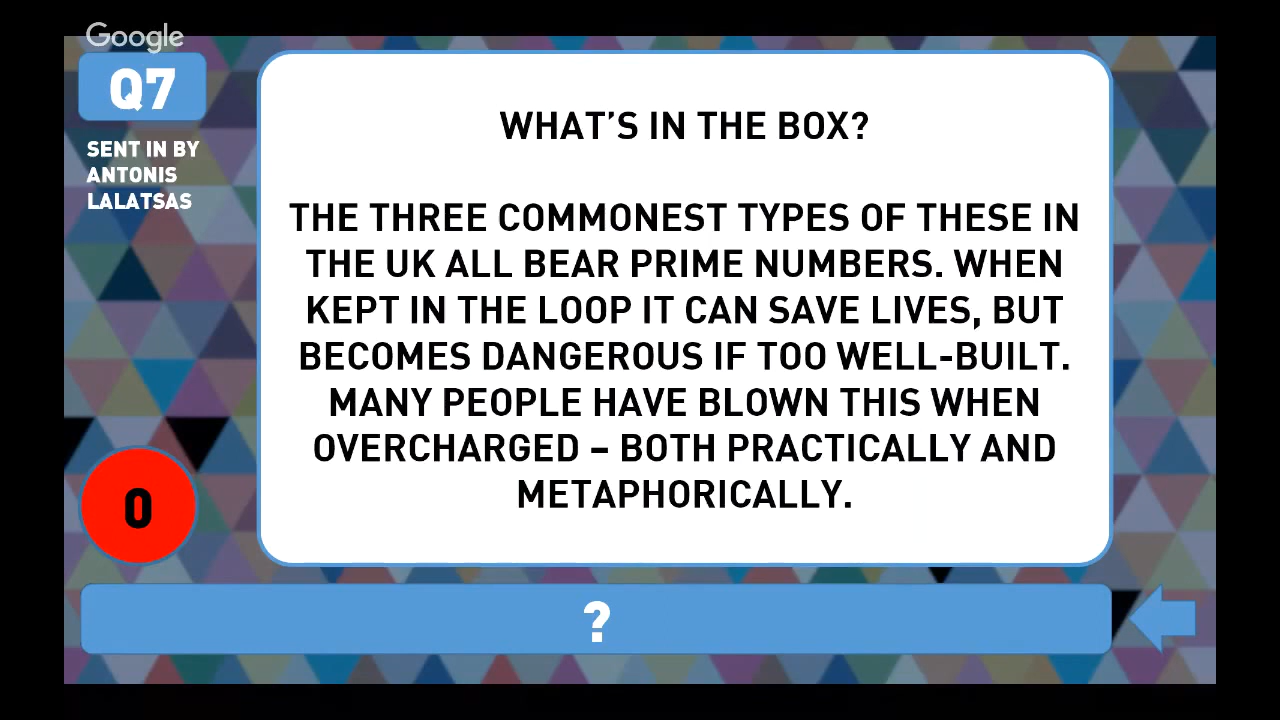 Google
Q7
SENT IN BY
ANTONIS
LALATSAS
WHAT'S IN THE BOX?
THE THREE COMMONEST TYPES OF THESE IN
THE UK ALL BEAR PRIME NUMBERS. WHEN
KEPT IN THE LOOP IT CAN SAVE LIVES, BUT
BECOMES DANGEROUS IF TOO WELL-BUILT.
MANY PEOPLE HAVE BLOWN THIS WHEN
OVERCHARGED – BOTH PRACTICALLY AND
METAPHORICALLY.
0
?